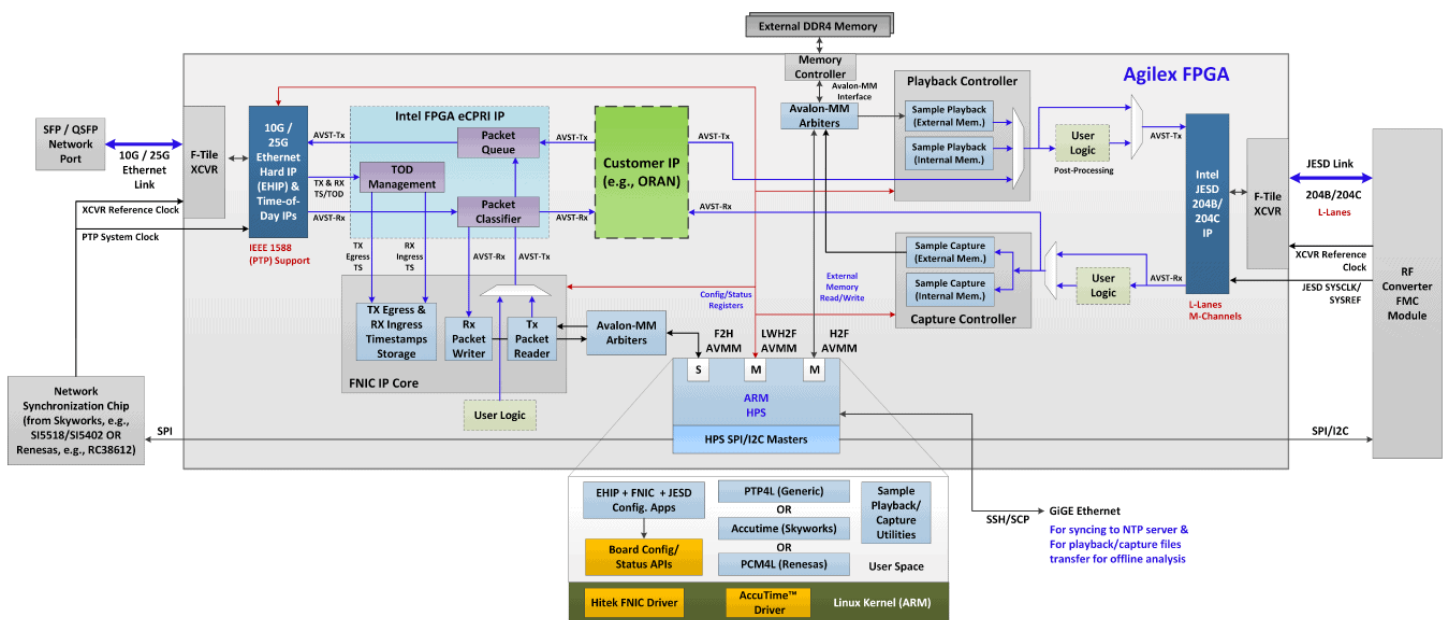 External DDR4 Memory
Memory
Controller
Avalon-MM
Interface
Agilex FPGA
Playback Controller
Avalon-MM
Arbiters
Sample Playback
(External Mem.)
Sample Playback
(Internal Mem.)
User
Logic
Post-Processing
AVST-Tx
SFP / QSFP
Network
Port
10G / 25G
Ethernet
Link
F-Tile
XCVR
10G /
25G
Ethernet
Hard IP
(EHIP) &
Time-of-
Day IPs
IEEE 1588
(PTP) Support
XCVR Reference Clock
PTP System Clock
Intel FPGA eCPRI IP
AVST-Tx
Packet
Queue
TOD
Management
TX & RX
TS/TOD
Packet
Classifier
AVST-Rx
AVST-Tx
AVST-Rx
Customer IP
(e.g., ORAN)
AVST-Tx
AVST-Rx
Intel
JESD
204B/
204C
IP
F-Tile
XCVR
JESD Link
204B/204C
L-Lanes
XCVR Reference
Clock
JESD SYSCLK/
SYSREF
L-Lanes
M-Channels
RF
Converter
FMC
Module
TX
Egress
TS
RX
Ingress
TS
AVST-Rx
AVST-Tx
Sample Capture
(External Mem.)
Sample Capture
(Internal Mem.)
Capture Controller
User
Logic
AVST-Rx
External
Memory
Read/Write
Config/Status
Registers
TX Egress &
RX Ingress
Timestamps
Storage
Rx
Packet
Writer
Tx
Packet
Reader
FNIC IP Core
Avalon-MM
Arbiters
F2H
AVMM
LWH2F
AVMM
H2F
AVMM
S
M
M
ARM
HPS
HPS SPI/I2C Masters
User Logic
Network
Synchronization Chip
(from Skyworks, e.g.,
SI5518/SI5402 OR
Renesas, e.g., RC38612)
SPI
SPI/I2C
EHIP + FNIC + JESD
Config. Apps
Board Config/
Status APIs
PTP4L (Generic)
OR
Accutime (Skyworks)
OR
PCM4L (Renesas)
Sample
Playback/
Capture
Utilities
User Space
Hitek FNIC Driver
AccuTime™
Driver
Linux Kernel (ARM)
SSH/SCP
GiGE Ethernet
For syncing to NTP server &
For playback/capture files
transfer for offline analysis